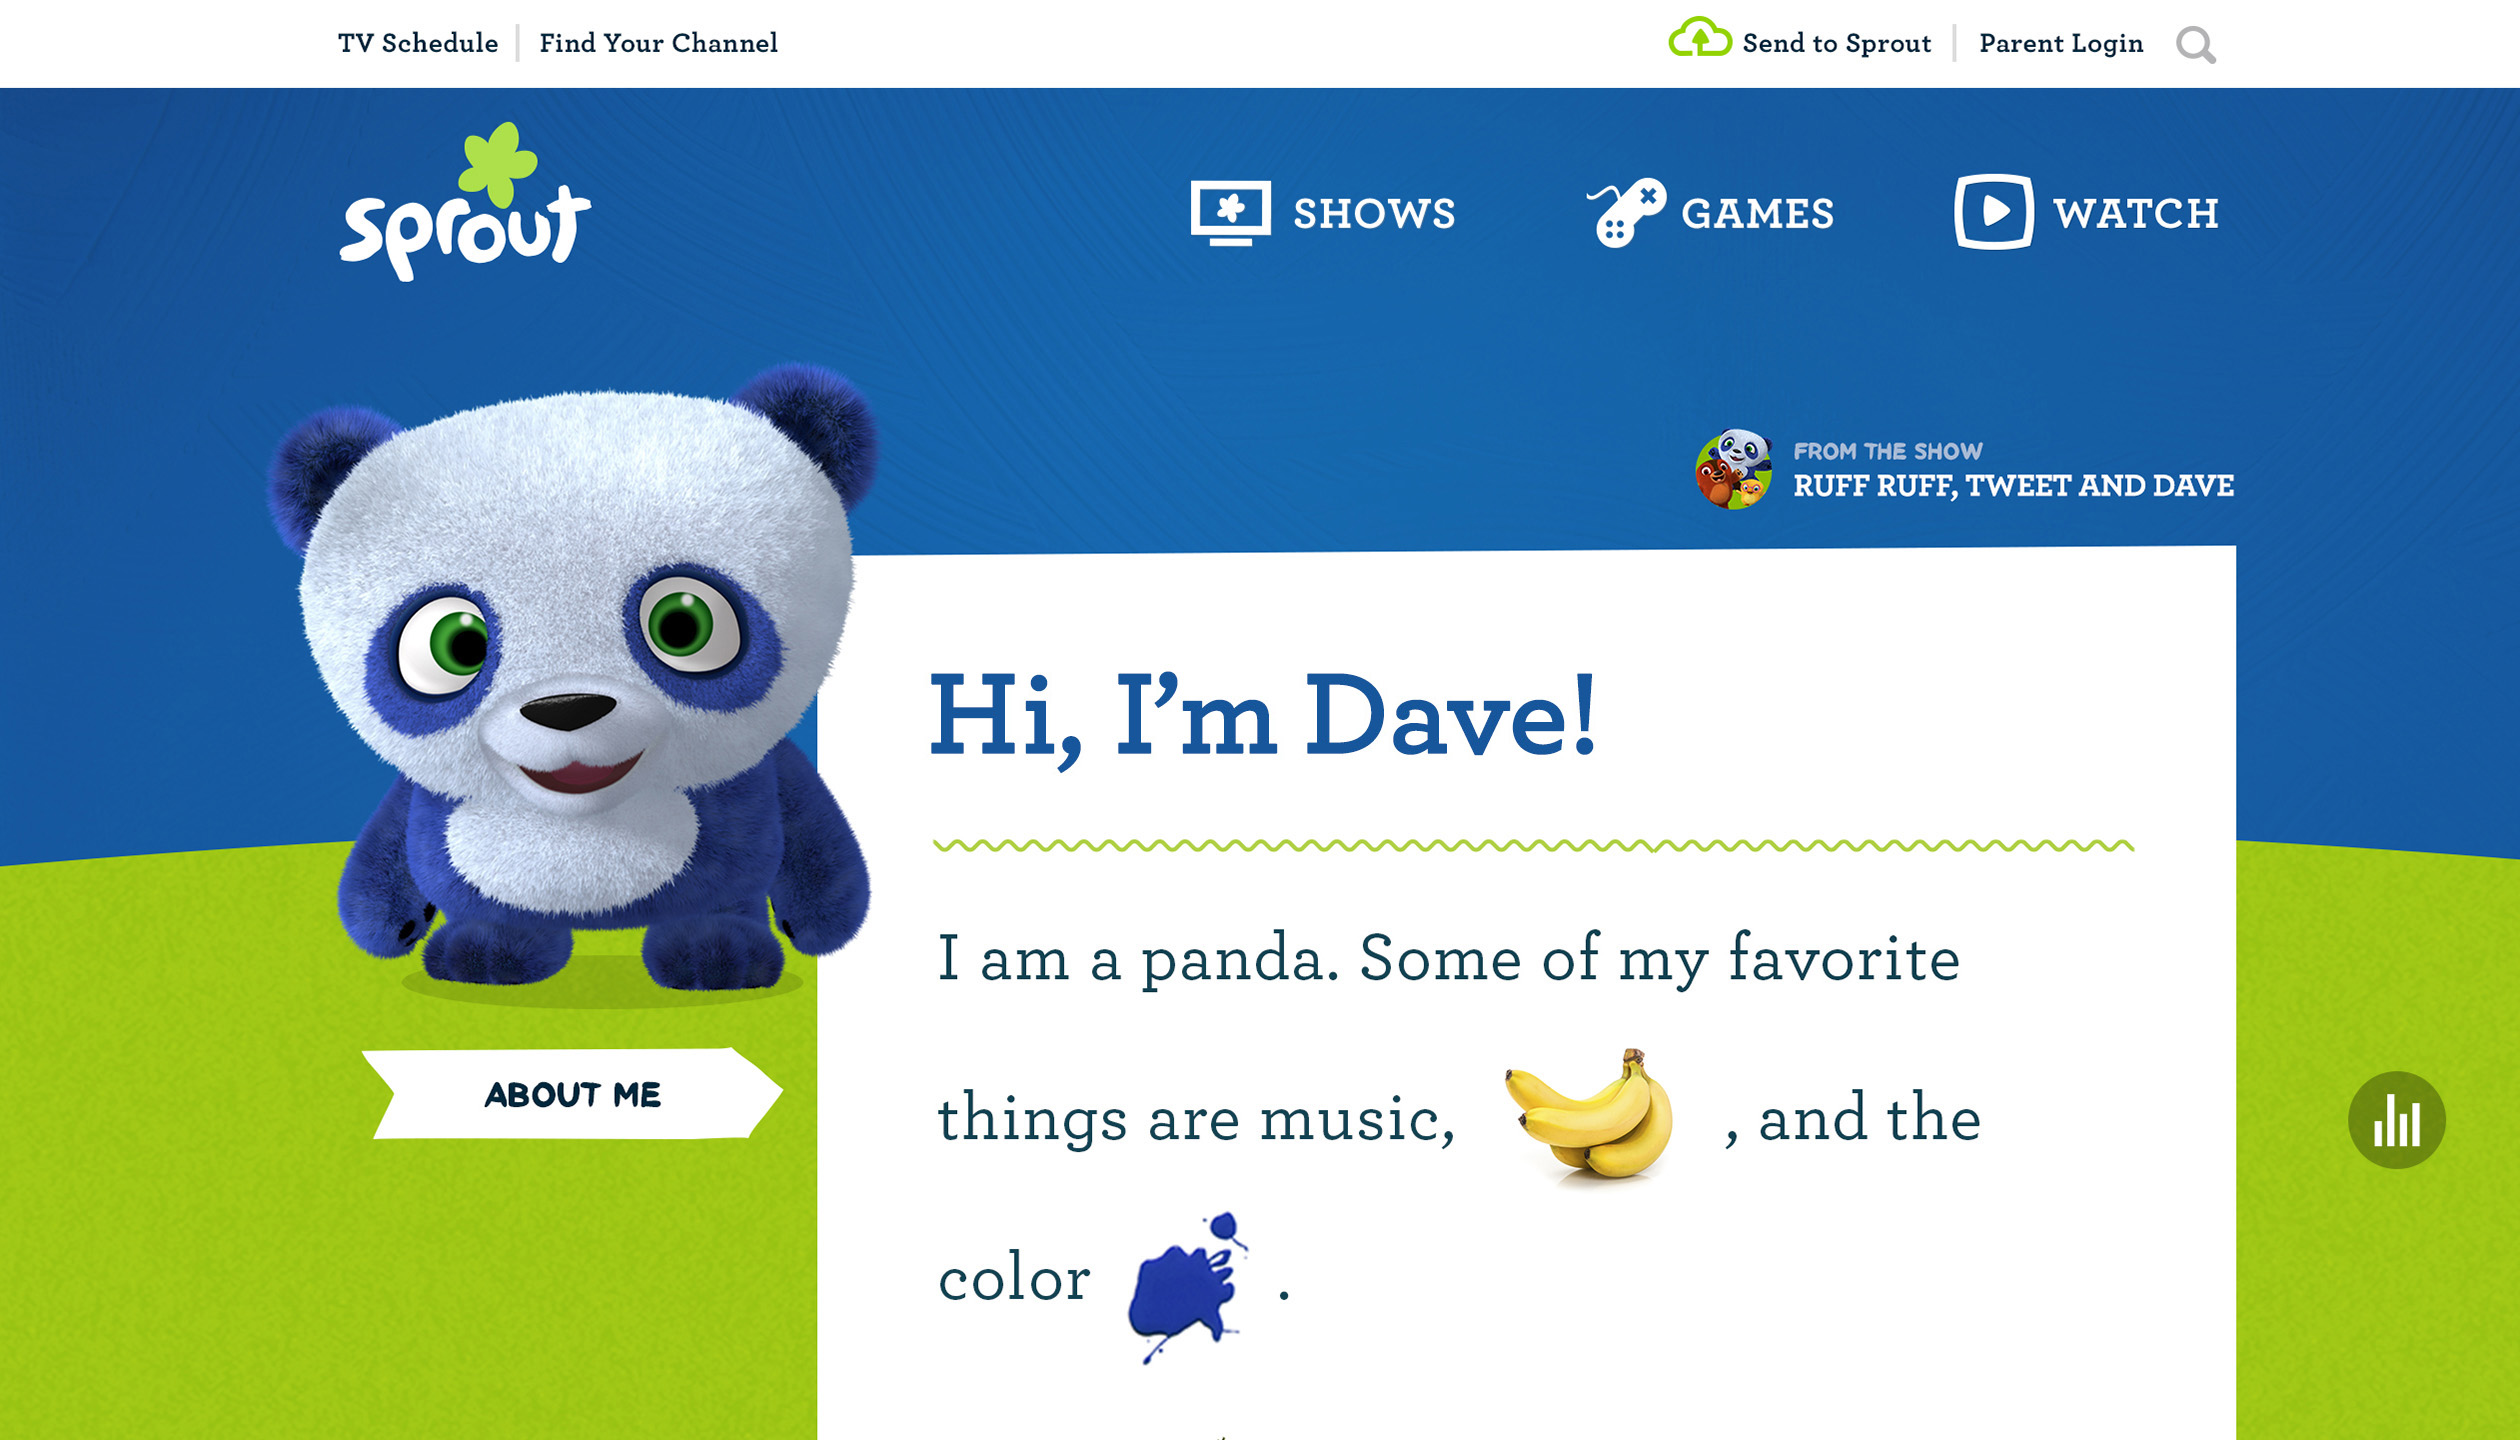 TV Schedule
Find Your Channel
Send to Sprout
Parent Login
sprout
SHOWS
GAMES
WATCH
FROM THE SHOW
RUFF RUFF, TWEET AND DAVE
Hi, I’m Dave!
I am a panda. Some of my favorite
things are music, , and the
color .
ABOUT ME